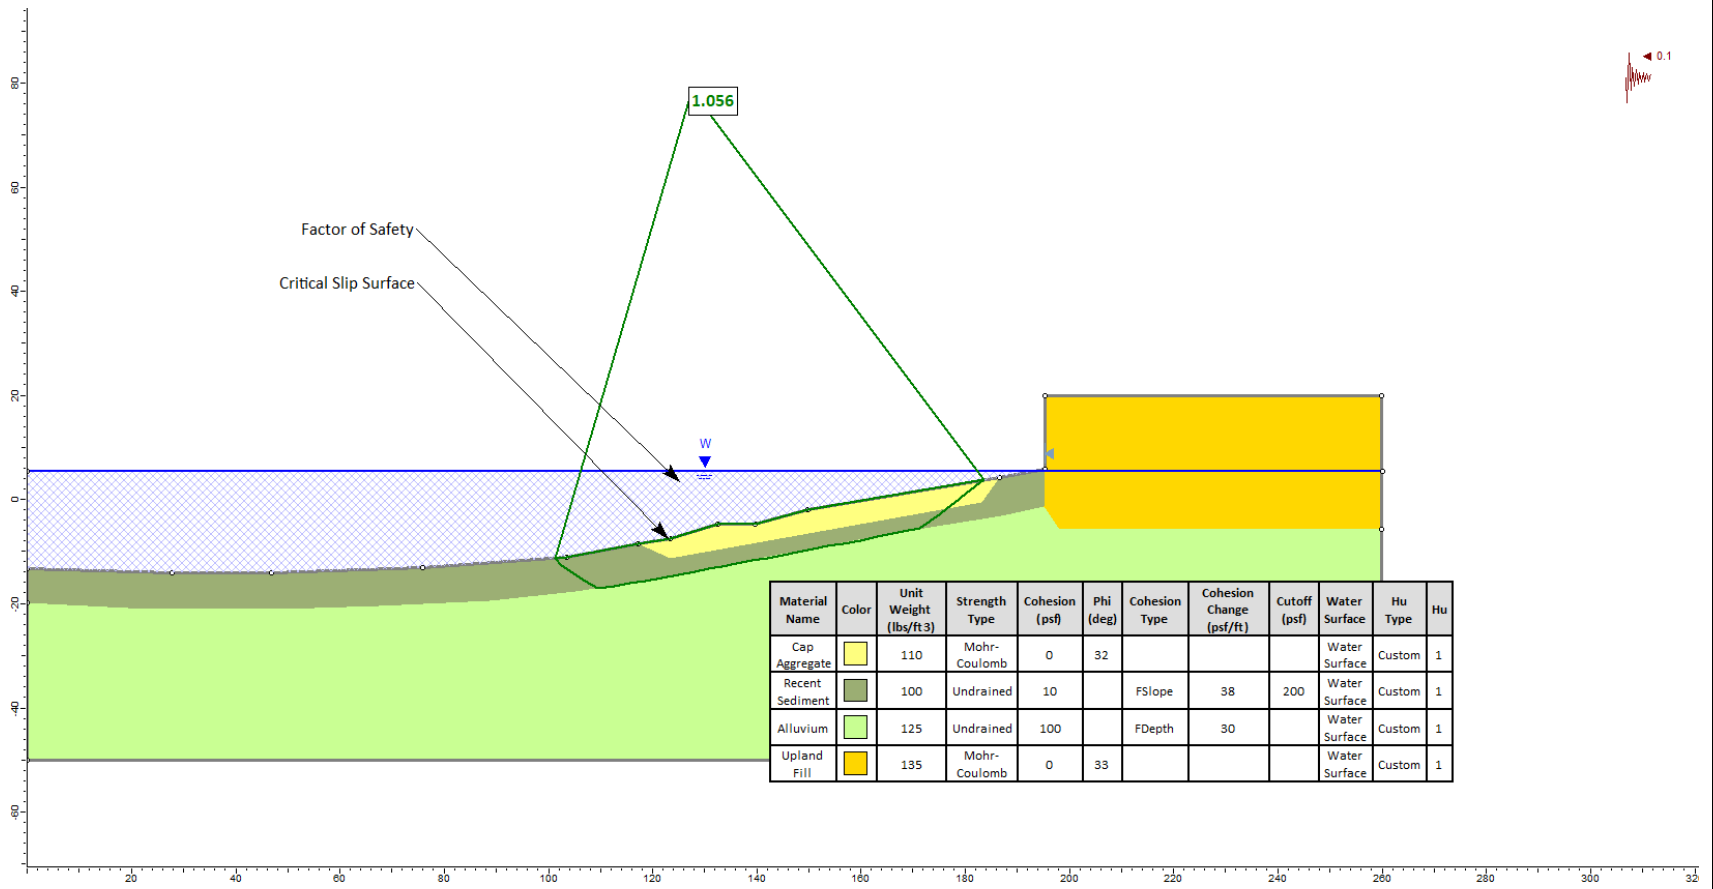 0.1
1.056
Factor of Safety
Critical Slip Surface
W
80
60
40
20
0
-20
-40
-60
20 40 60 80 100 120 140 160 180 200 220 240 260 280 300 32
Material Name Color Unit Weight (lbs/ft3) Strength Type Cohesion (psf) Phi (deg) Cohesion Type Cohesion Change (psf/ft) Cutoff (psf) Water Surface Hu Type Hu
Cap Aggregate 110 Mohr-Coulomb 0 32 Water Surface Custom 1
Recent Sediment 100 Undrained 10 FSlope 38 200 Water Surface Custom 1
Alluvium 125 Undrained 100 FDepth 30 Water Surface Custom 1
Upland Fill 135 Mohr-Coulomb 0 33 Water Surface Custom 1